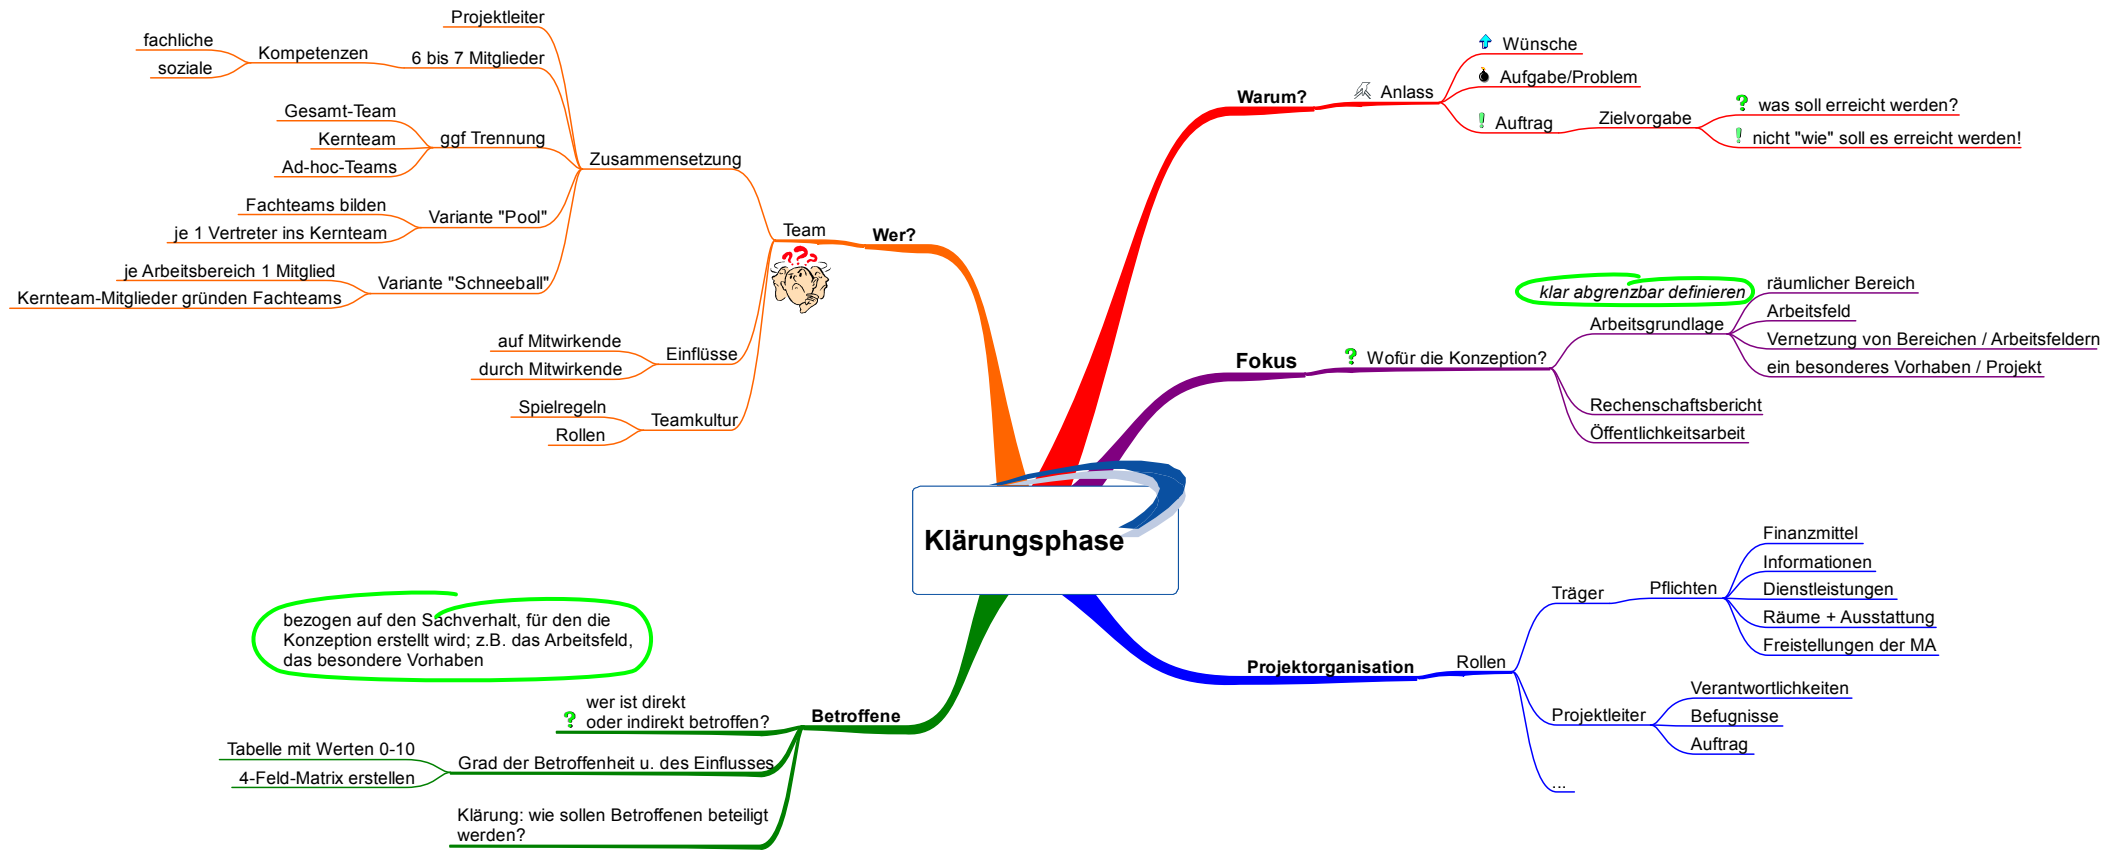 Klärungsphase
Warum?
Anlass
Wünsche
Aufgabe/Problem
Auftrag
Zielvorgabe
was soll erreicht werden?
nicht "wie" soll es erreicht werden!
Fokus
Wofür die Konzeption?
klar abgrenzbar definieren
Arbeitsgrundlage
räumlicher Bereich
Arbeitsfeld
Vernetzung von Bereichen / Arbeitsfeldern
ein besonderes Vorhaben / Projekt
Rechenschaftsbericht
Öffentlichkeitsarbeit
Projektorganisation
Rollen
Träger
Pflichten
Finanzmittel
Informationen
Dienstleistungen
Räume + Ausstattung
Freistellungen der MA
Projektleiter
Verantwortlichkeiten
Befugnisse
Auftrag
...
Betroffene
bezogen auf den Sachverhalt, für den die
Konzeption erstellt wird; z.B. das Arbeitsfeld,
das besondere Vorhaben
wer ist direkt
oder indirekt betroffen?
Grad der Betroffenheit u. des Einflusses
Tabelle mit Werten 0-10
4-Feld-Matrix erstellen
Klärung: wie sollen Betroffenen beteiligt
werden?
Wer?
Team
Zusammensetzung
Projektleiter
6 bis 7 Mitglieder
Kompetenzen
fachliche
soziale
ggf Trennung
Gesamt-Team
Kernteam
Ad-hoc-Teams
Variante "Pool"
Fachteams bilden
je 1 Vertreter ins Kernteam
Variante "Schneeball"
je Arbeitsbereich 1 Mitglied
Kernteam-Mitglieder gründen Fachteams
Einflüsse
auf Mitwirkende
durch Mitwirkende
Teamkultur
Spielregeln
Rollen